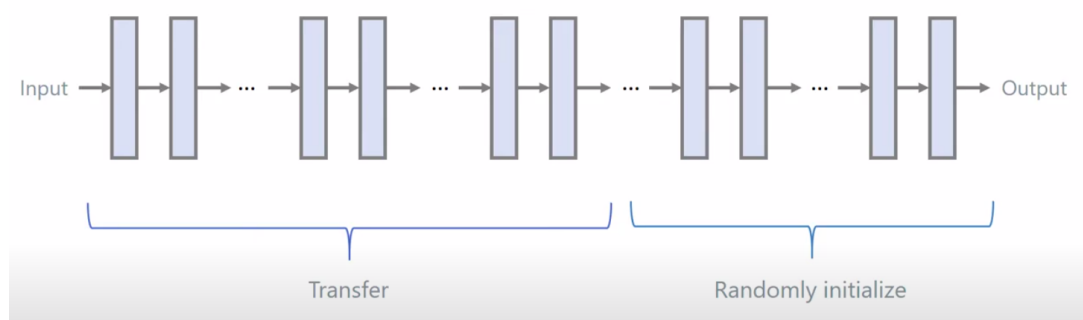 Input ... ... ... ... Output
Transfer Randomly initialize